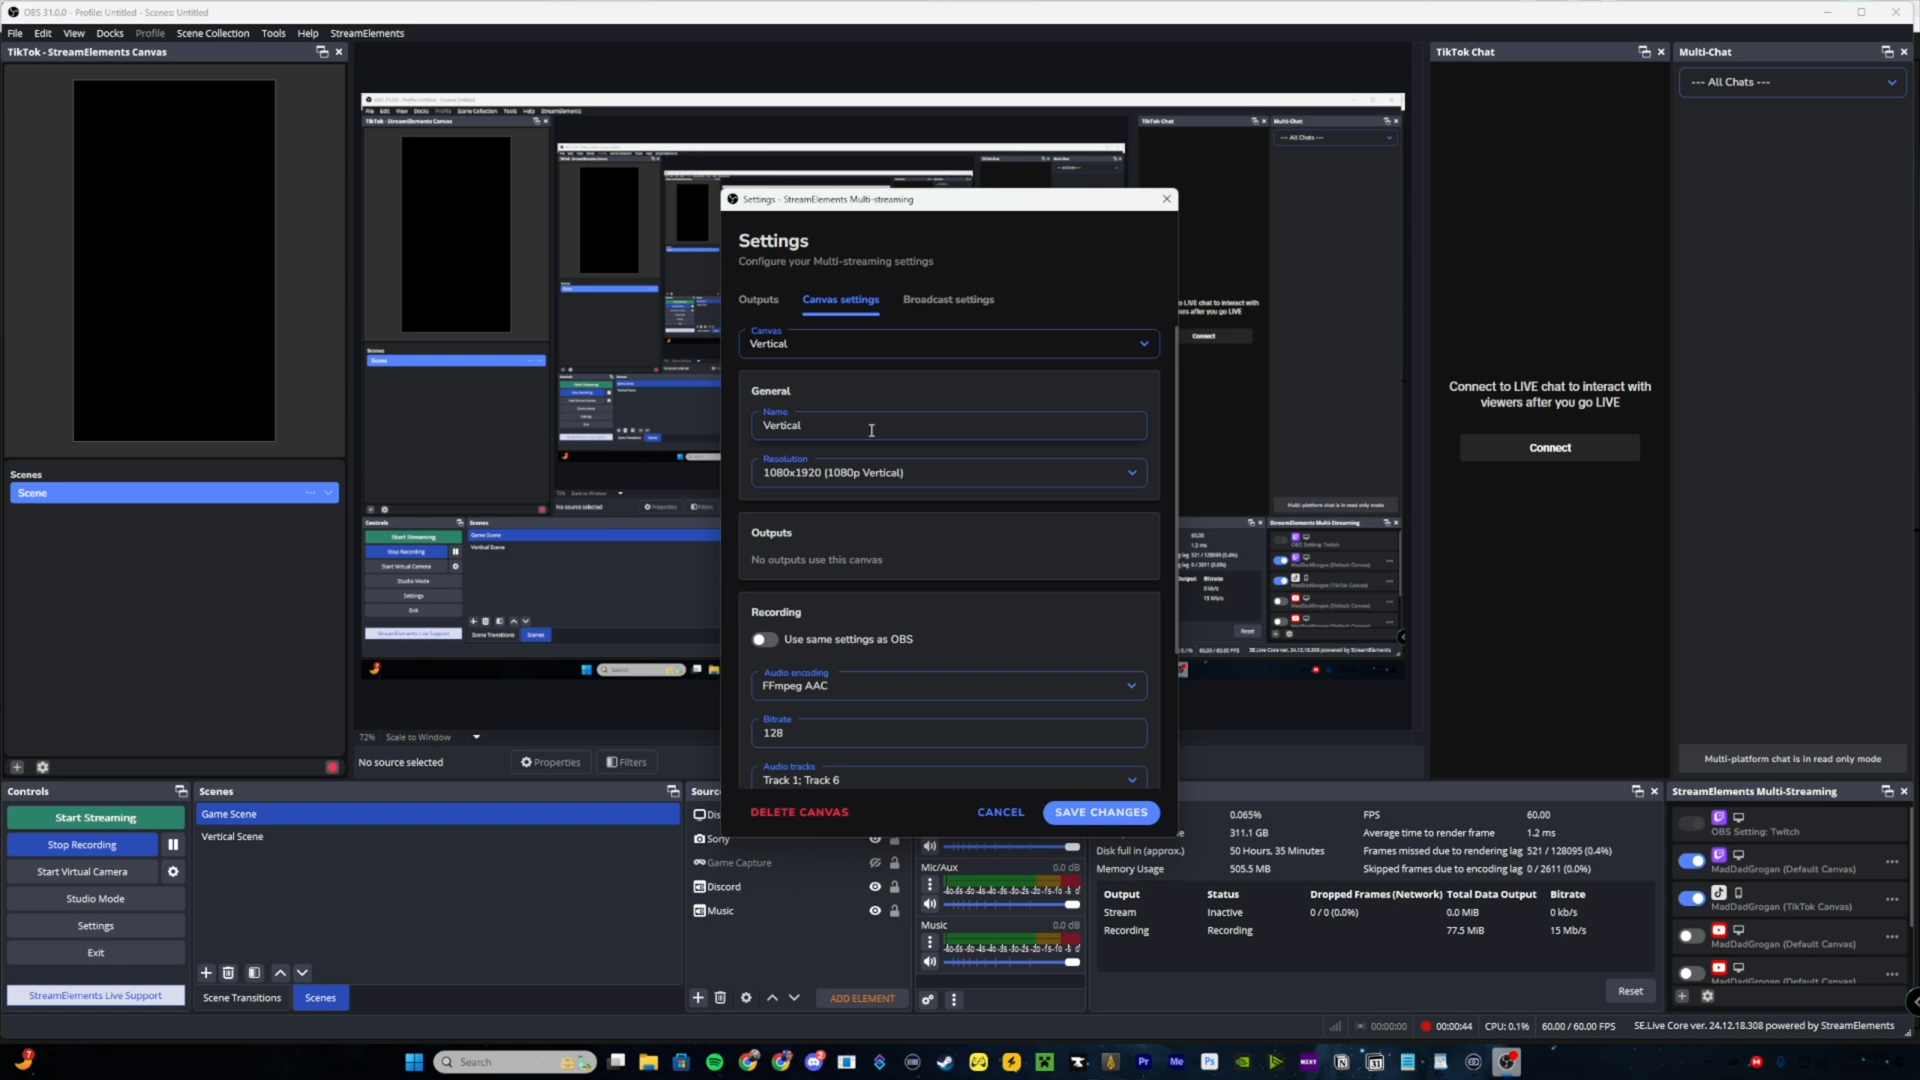 OBS 31.0.0 - Profile: Untitled - Scenes: Untitled
File Edit View Docks Profile Scene Collection Tools Help StreamElements
TikTok - StreamElements Canvas
TikTok Chat
Multi-Chat
--- All Chats ---
Settings - StreamElements Multi-streaming
Settings
Configure your Multi-streaming settings
Outputs Canvas settings Broadcast settings
Canvas
Vertical
General
Name
Vertical
Resolution
1080x1920 (1080p Vertical)
Outputs
No outputs use this canvas
Recording
Use same settings as OBS
Audio encoding
FFmpeg AAC
Bitrate
128
Audio tracks
Track 1; Track 6
DELETE CANVAS CANCEL SAVE CHANGES
Connect to LIVE chat to interact with
viewers after you go LIVE
Connect
Multi-platform chat is in read only mode
Scenes
Scene
72% Scale to Window
No source selected Properties Filters
Controls
Start Streaming
Stop Recording
Start Virtual Camera
Studio Mode
Settings
Exit
StreamElements Live Support
Scenes
Game Scene
Vertical Scene
Scene Transitions Scenes
Sourc
Dis
Sony
Game Capture
Discord
Music
ADD ELEMENT
Mic/Aux 0.0 dB
Music 0.0 dB
0.065% FPS 60.00
311.1 GB Average time to render frame 1.2 ms
Disk full in (approx.) 50 Hours, 35 Minutes Frames missed due to rendering lag 521 / 128095 (0.4%)
Memory Usage 505.5 MB Skipped frames due to encoding lag 0 / 2611 (0.0%)
Output Status Dropped Frames (Network) Total Data Output Bitrate
Stream Inactive 0 / 0 (0.0%) 0.0 MiB 0 kb/s
Recording Recording 77.5 MiB 15 Mb/s
Reset
StreamElements Multi-Streaming
OBS Setting: Twitch
MadDadGrogan (Default Canvas)
MadDadGrogan (TikTok Canvas)
MadDadGrogan (Default Canvas)
MadDadGrogan (Default Canvas)
00:00:00 00:00:44 CPU: 0.1% 60.00 / 60.00 FPS SE.Live Core ver. 24.12.18.308 powered by StreamElements
Search